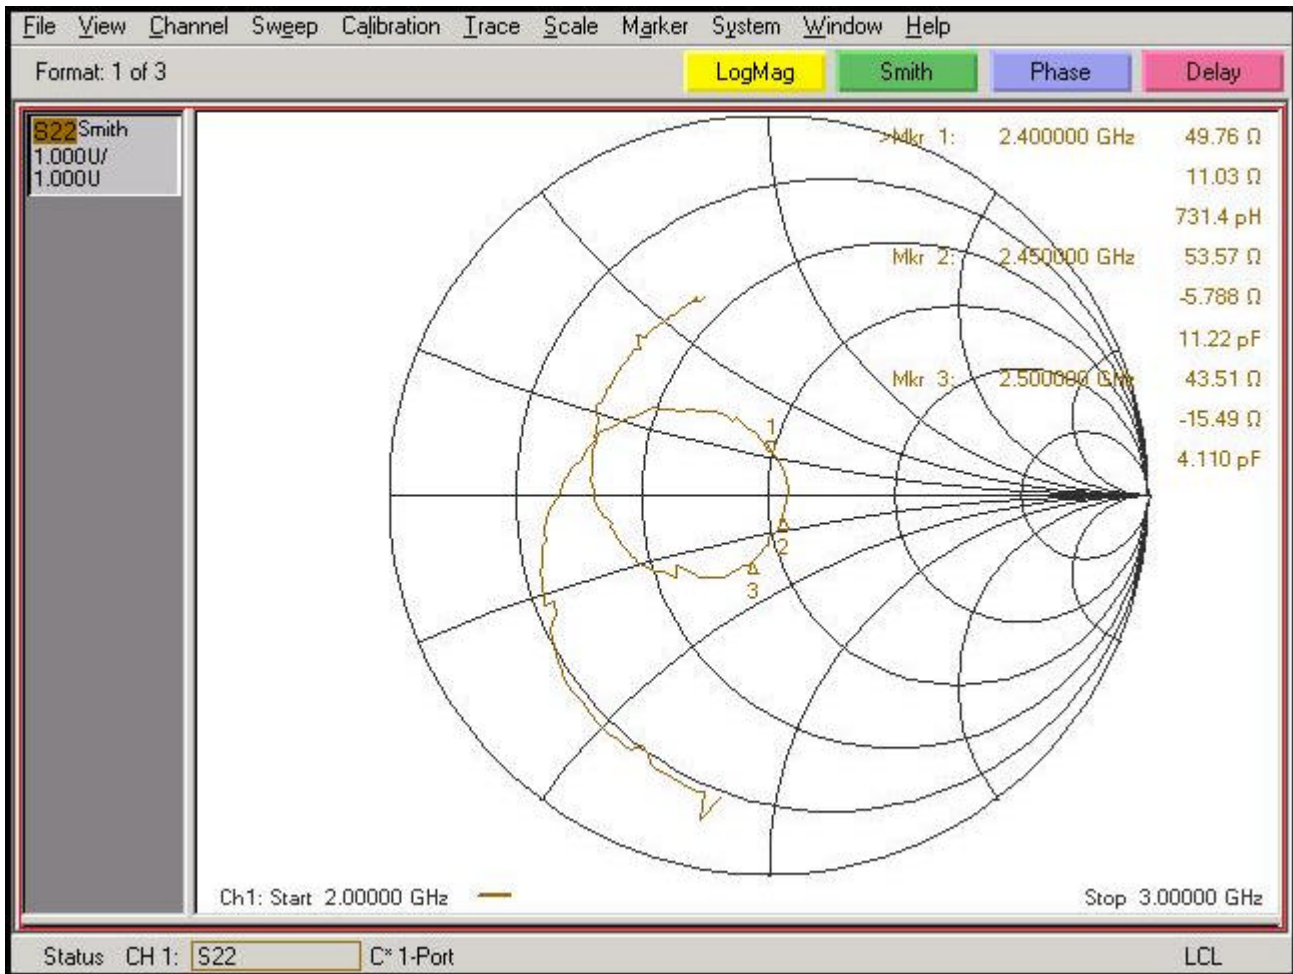 File View Channel Sweep Calibration Trace Scale Marker System Window Help
Format: 1 of 3 LogMag Smith Phase Delay
S22 Smith
1.000U/
1.000U
>Mkr 1: 2.400000 GHz 49.76 Ω
11.03 Ω
731.4 pH
Mkr 2: 2.450000 GHz 53.57 Ω
-5.788 Ω
11.22 pF
Mkr 3: 2.500000 GHz 43.51 Ω
-15.49 Ω
4.110 pF
1
2
3
Ch1: Start 2.00000 GHz Stop 3.00000 GHz
Status CH 1: S22 C* 1-Port LCL